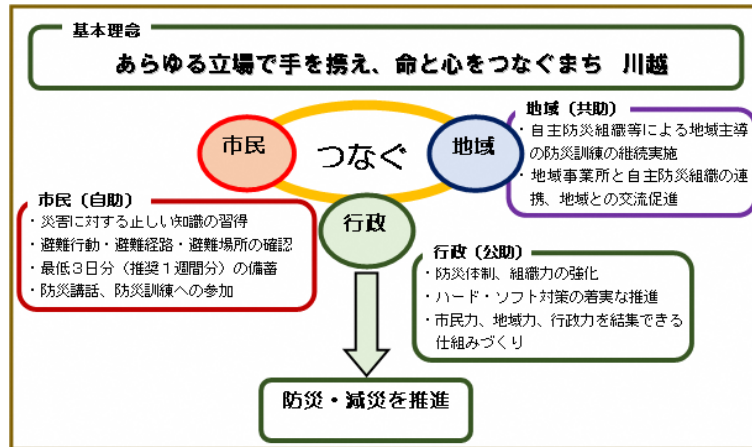 基本理念
あらゆる立場で手を携え、命と心をつなぐまち 川越
市民
つなぐ
地域
行政
地域（共助）
・自主防災組織等による地域主導
の防災訓練の継続実施
・地域事業所と自主防災組織の連
携、地域との交流促進
市民（自助）
・災害に対する正しい知識の習得
・避難行動・避難経路・避難場所の確認
・最低３日分（推奨１週間分）の備蓄
・防災講話、防災訓練への参加
行政（公助）
・防災体制、組織力の強化
・ハード・ソフト対策の着実な推進
・市民力、地域力、行政力を結集できる
仕組みづくり
防災・減災を推進